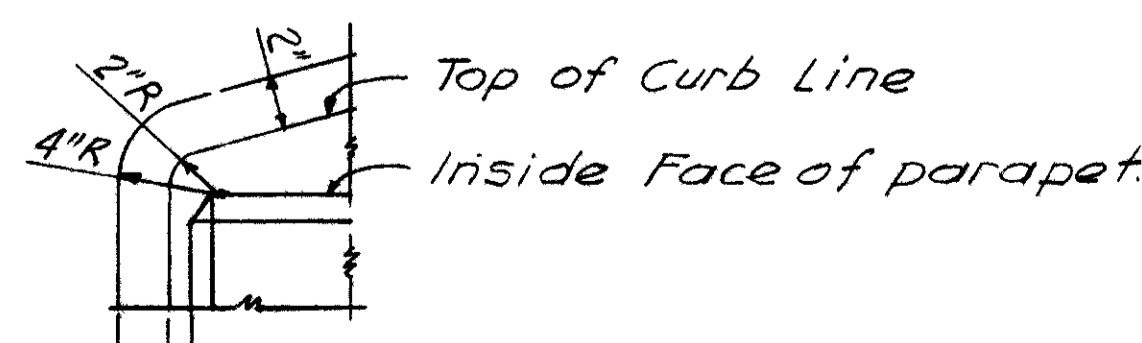 2"
2"R
Top of Curb Line
4"R
Inside Face of parapet.